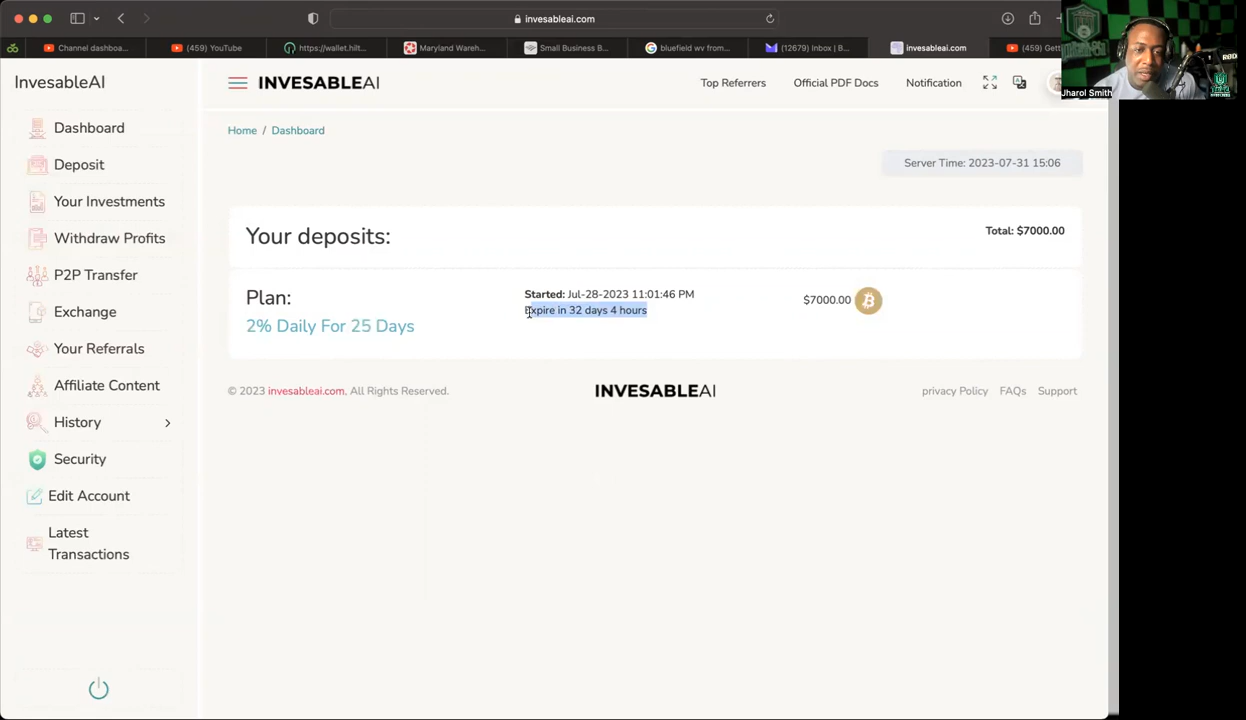 invesableai.com
Channel dashboa...
(459) YouTube
https://wallet.hilt...
Maryland Wareh...
Small Business B...
bluefield wv from...
(12679) Inbox | B...
invesableai.com
(459) Gett
Jharol Smith
InvesableAI
INVESABLEAI
Top Referrers
Official PDF Docs
Notification
Dashboard
Deposit
Your Investments
Withdraw Profits
P2P Transfer
Exchange
Your Referrals
Affiliate Content
History
Security
Edit Account
Latest
Transactions
Home / Dashboard
Server Time: 2023-07-31 15:06
Your deposits:
Total: $7000.00
Plan:
2% Daily For 25 Days
Started: Jul-28-2023 11:01:46 PM
Expire in 32 days 4 hours
$7000.00
© 2023 invesableai.com. All Rights Reserved.
INVESABLEAI
privacy Policy
FAQs
Support